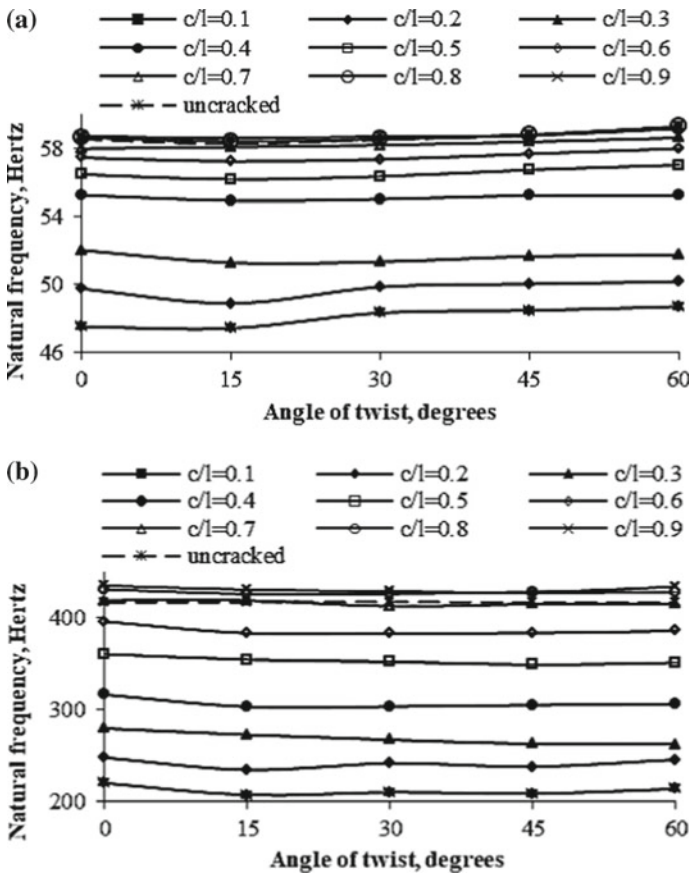 (a)
c/l=0.1 c/l=0.2 c/l=0.3
c/l=0.4 c/l=0.5 c/l=0.6
c/l=0.7 c/l=0.8 c/l=0.9
uncracked
Natural frequency, Hertz
58
54
50
46
0 15 30 45 60
Angle of twist, degrees
(b)
c/l=0.1 c/l=0.2 c/l=0.3
c/l=0.4 c/l=0.5 c/l=0.6
c/l=0.7 c/l=0.8 c/l=0.9
uncracked
Natural frequency, Hertz
400
300
200
0 15 30 45 60
Angle of twist, degrees